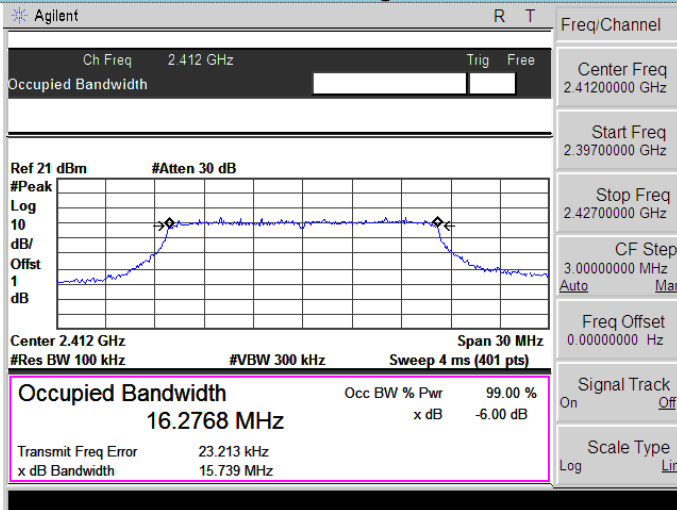 Agilent R T
Ch Freq 2.412 GHz Trig Free
Occupied Bandwidth
Ref 21 dBm #Atten 30 dB
#Peak
Log
10
dB/
Offst
1
dB
Center 2.412 GHz Span 30 MHz
#Res BW 100 kHz #VBW 300 kHz Sweep 4 ms (401 pts)
Occupied Bandwidth Occ BW % Pwr 99.00 %
16.2768 MHz x dB -6.00 dB
Transmit Freq Error 23.213 kHz
x dB Bandwidth 15.739 MHz
Freq/Channel
Center Freq
2.41200000 GHz
Start Freq
2.39700000 GHz
Stop Freq
2.42700000 GHz
CF Step
3.00000000 MHz
Auto Man
Freq Offset
0.00000000 Hz
Signal Track
On Off
Scale Type
Log Lin